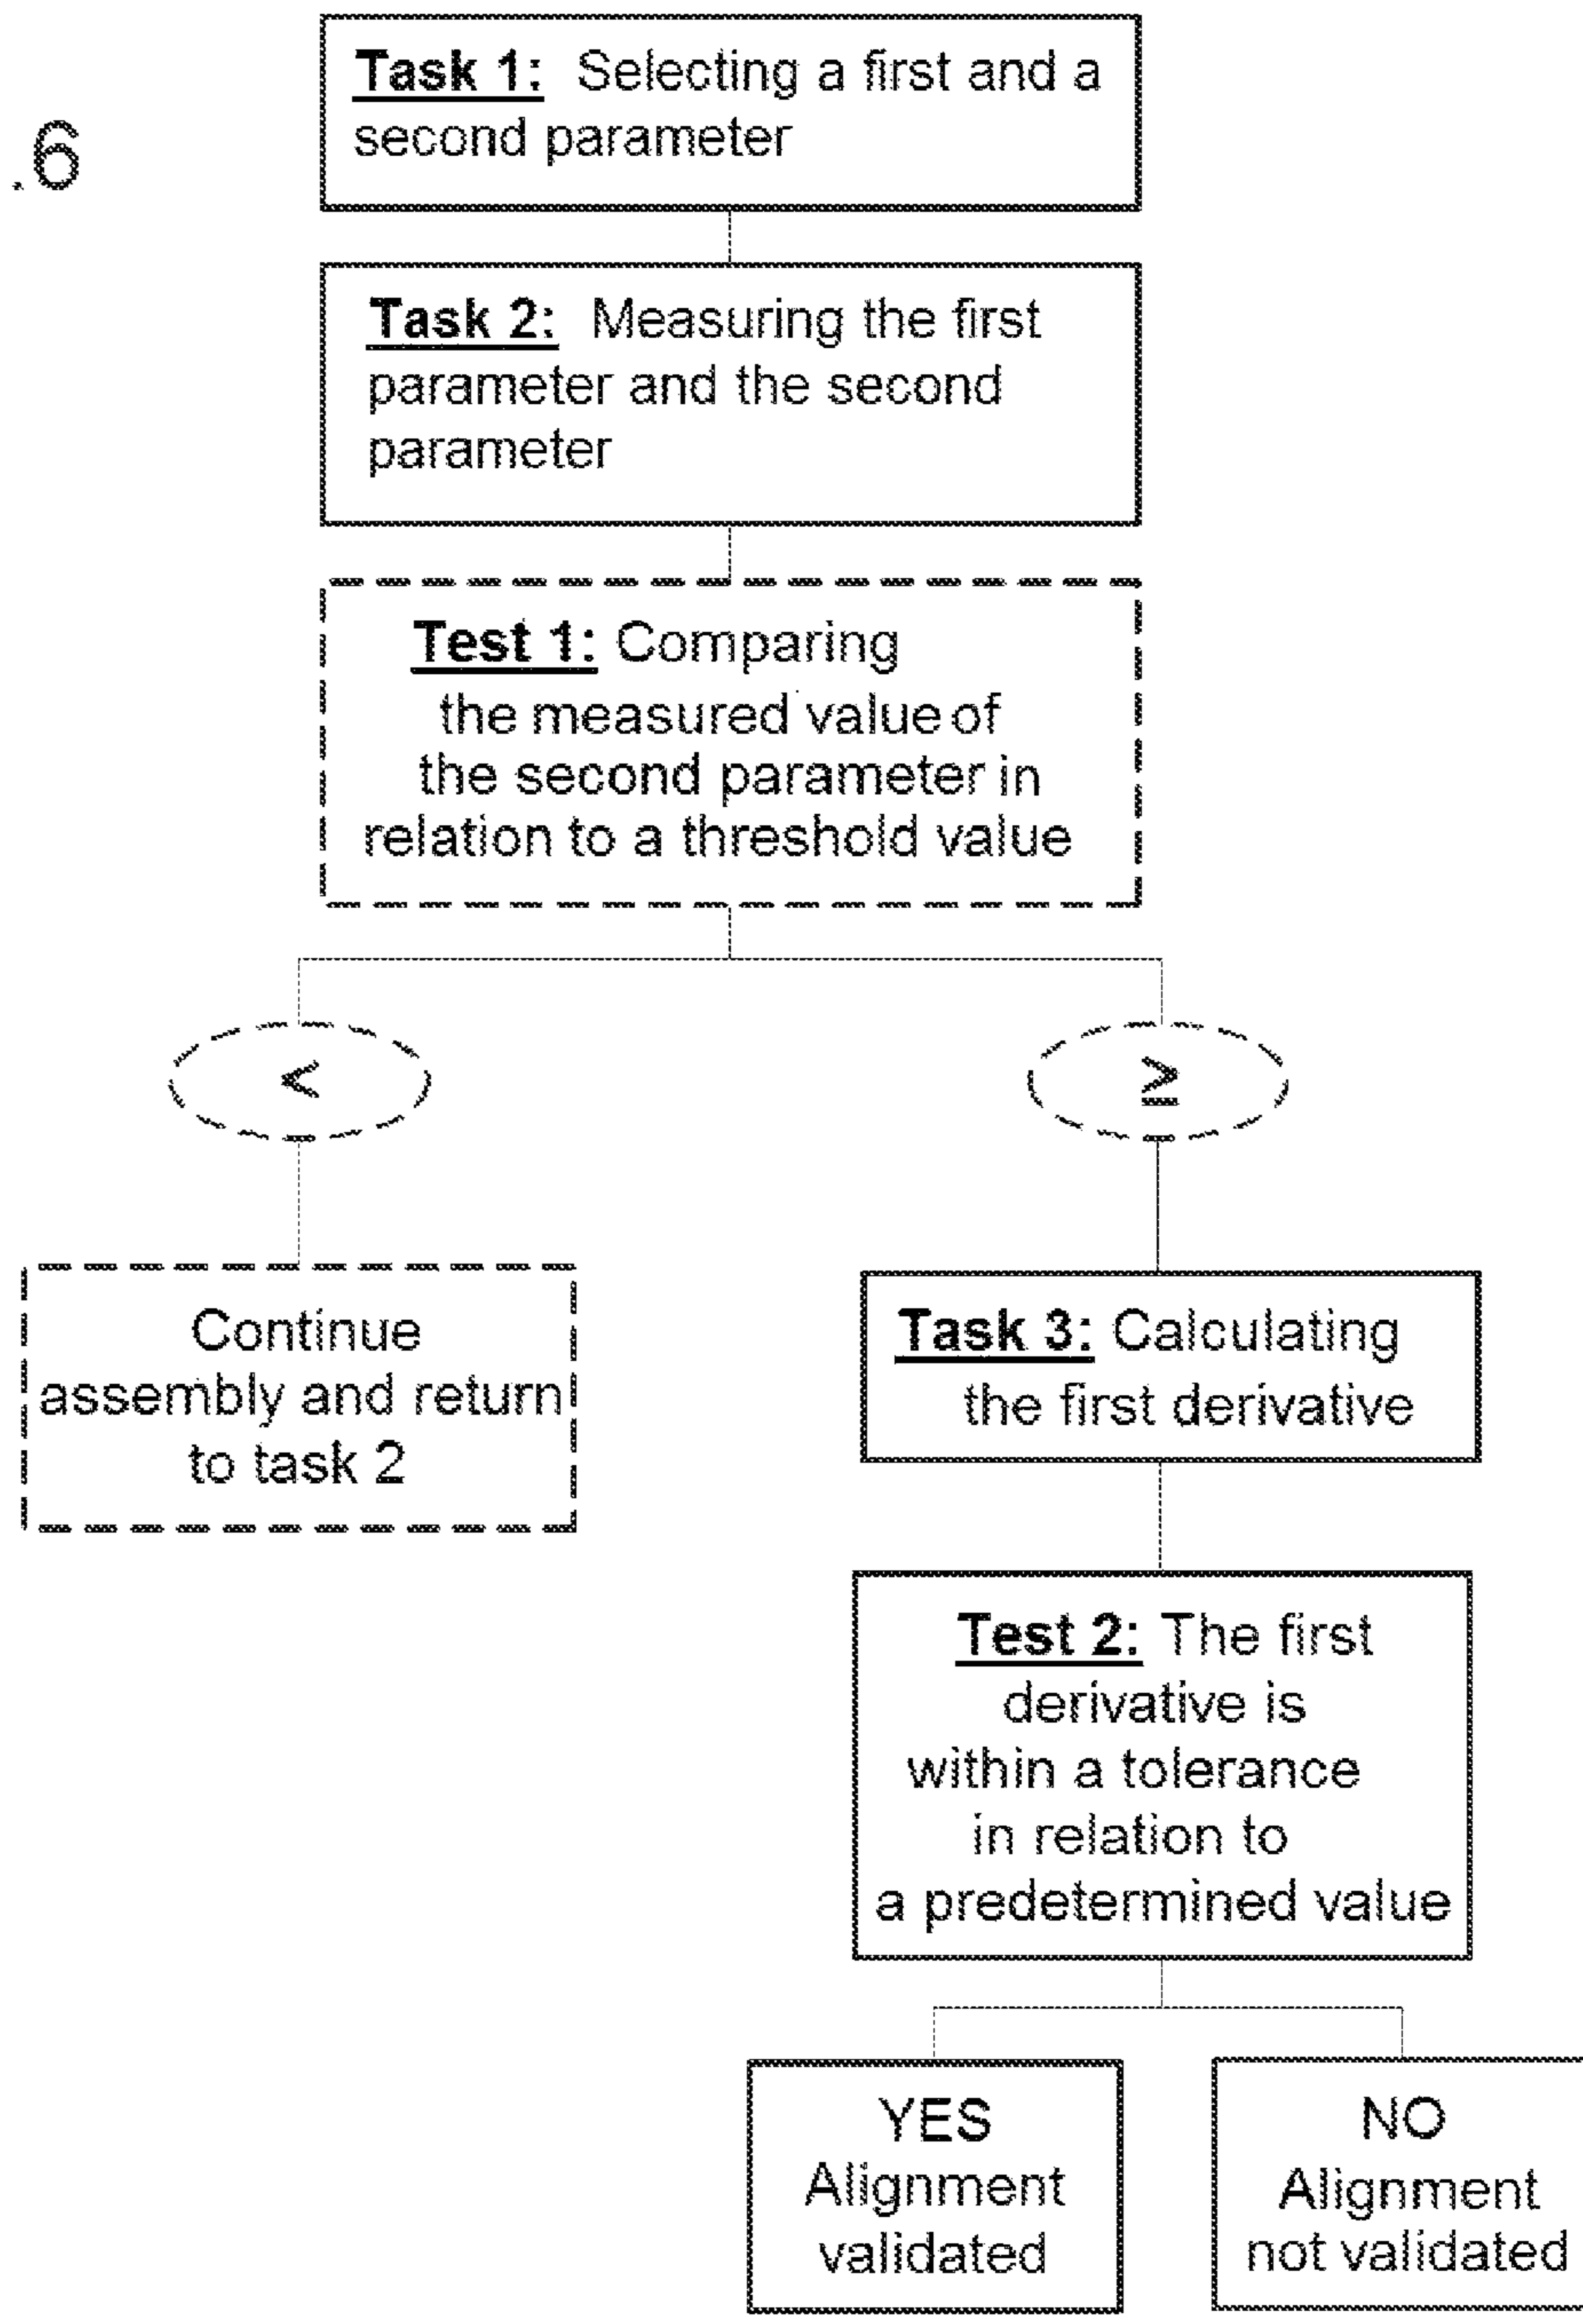 .6
Task 1: Selecting a first and a
second parameter
Task 2: Measuring the first
parameter and the second
parameter
Test 1: Comparing
the measured value of
the second parameter in
relation to a threshold value
<
≥
Continue
assembly and return
to task 2
Task 3: Calculating
the first derivative
Test 2: The first
derivative is
within a tolerance
in relation to
a predetermined value
YES
Alignment
validated
NO
Alignment
not validated